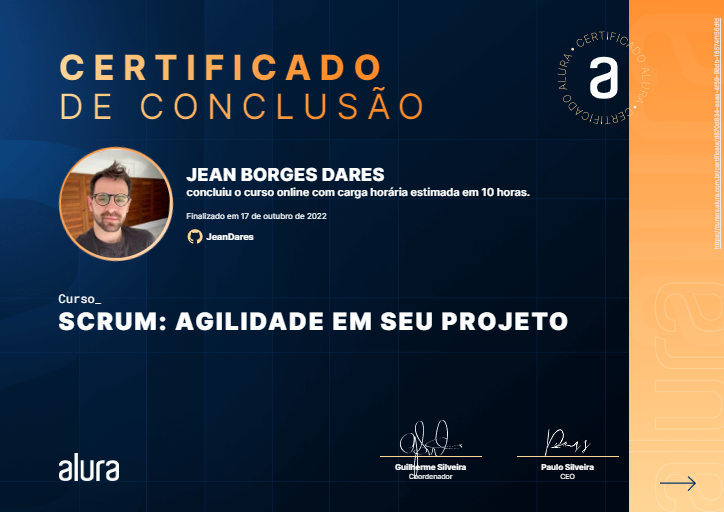 CERTIFICADO
DE CONCLUSÃO
CERTIFICADO ALURA • CERTIFICADO ALURA •
a
JEAN BORGES DARES
concluiu o curso online com carga horária estimada em 10 horas.
Finalizado em 17 de outubro de 2022
JeanDares
Curso_
SCRUM: AGILIDADE EM SEU PROJETO
alura
Guilherme Silveira
Coordenador
Paulo Silveira
CEO
alura